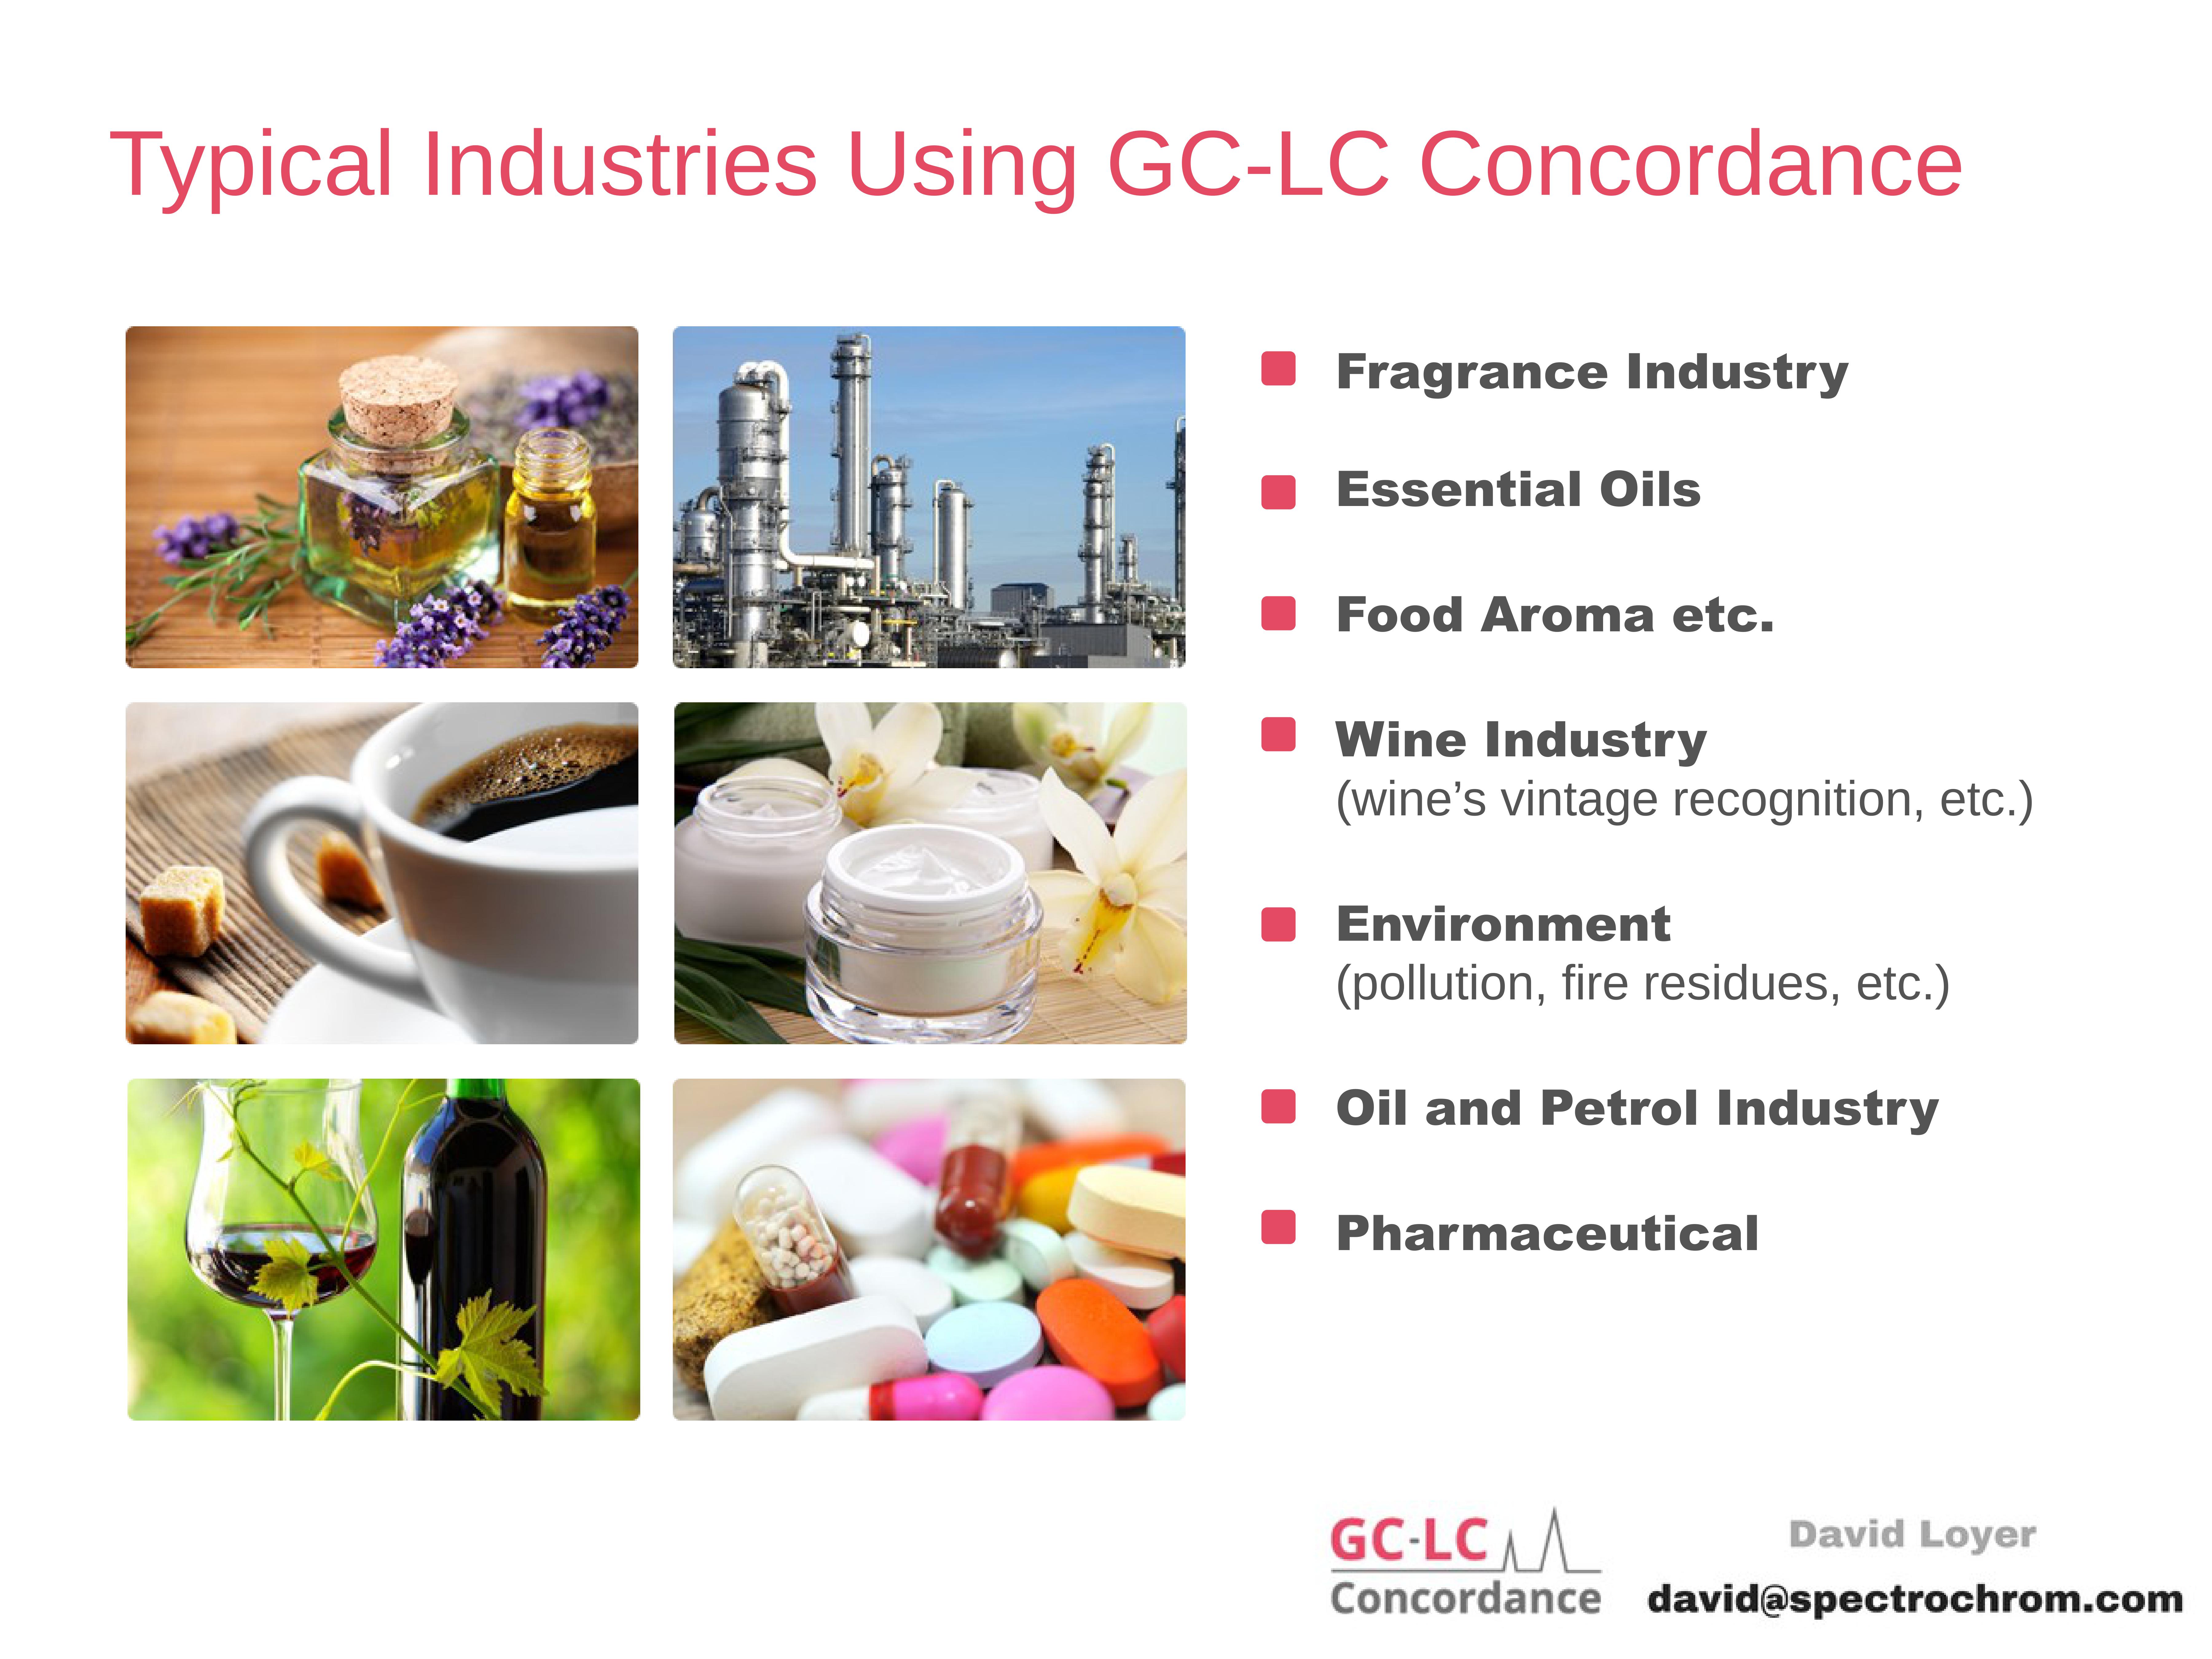 Typical Industries Using GC-LC Concordance
Fragrance Industry
Essential Oils
Food Aroma etc.
Wine Industry
(wine’s vintage recognition, etc.)
Environment
(pollution, fire residues, etc.)
Oil and Petrol Industry
Pharmaceutical
GC-LC
Concordance
David Loyer
david@spectrochrom.com